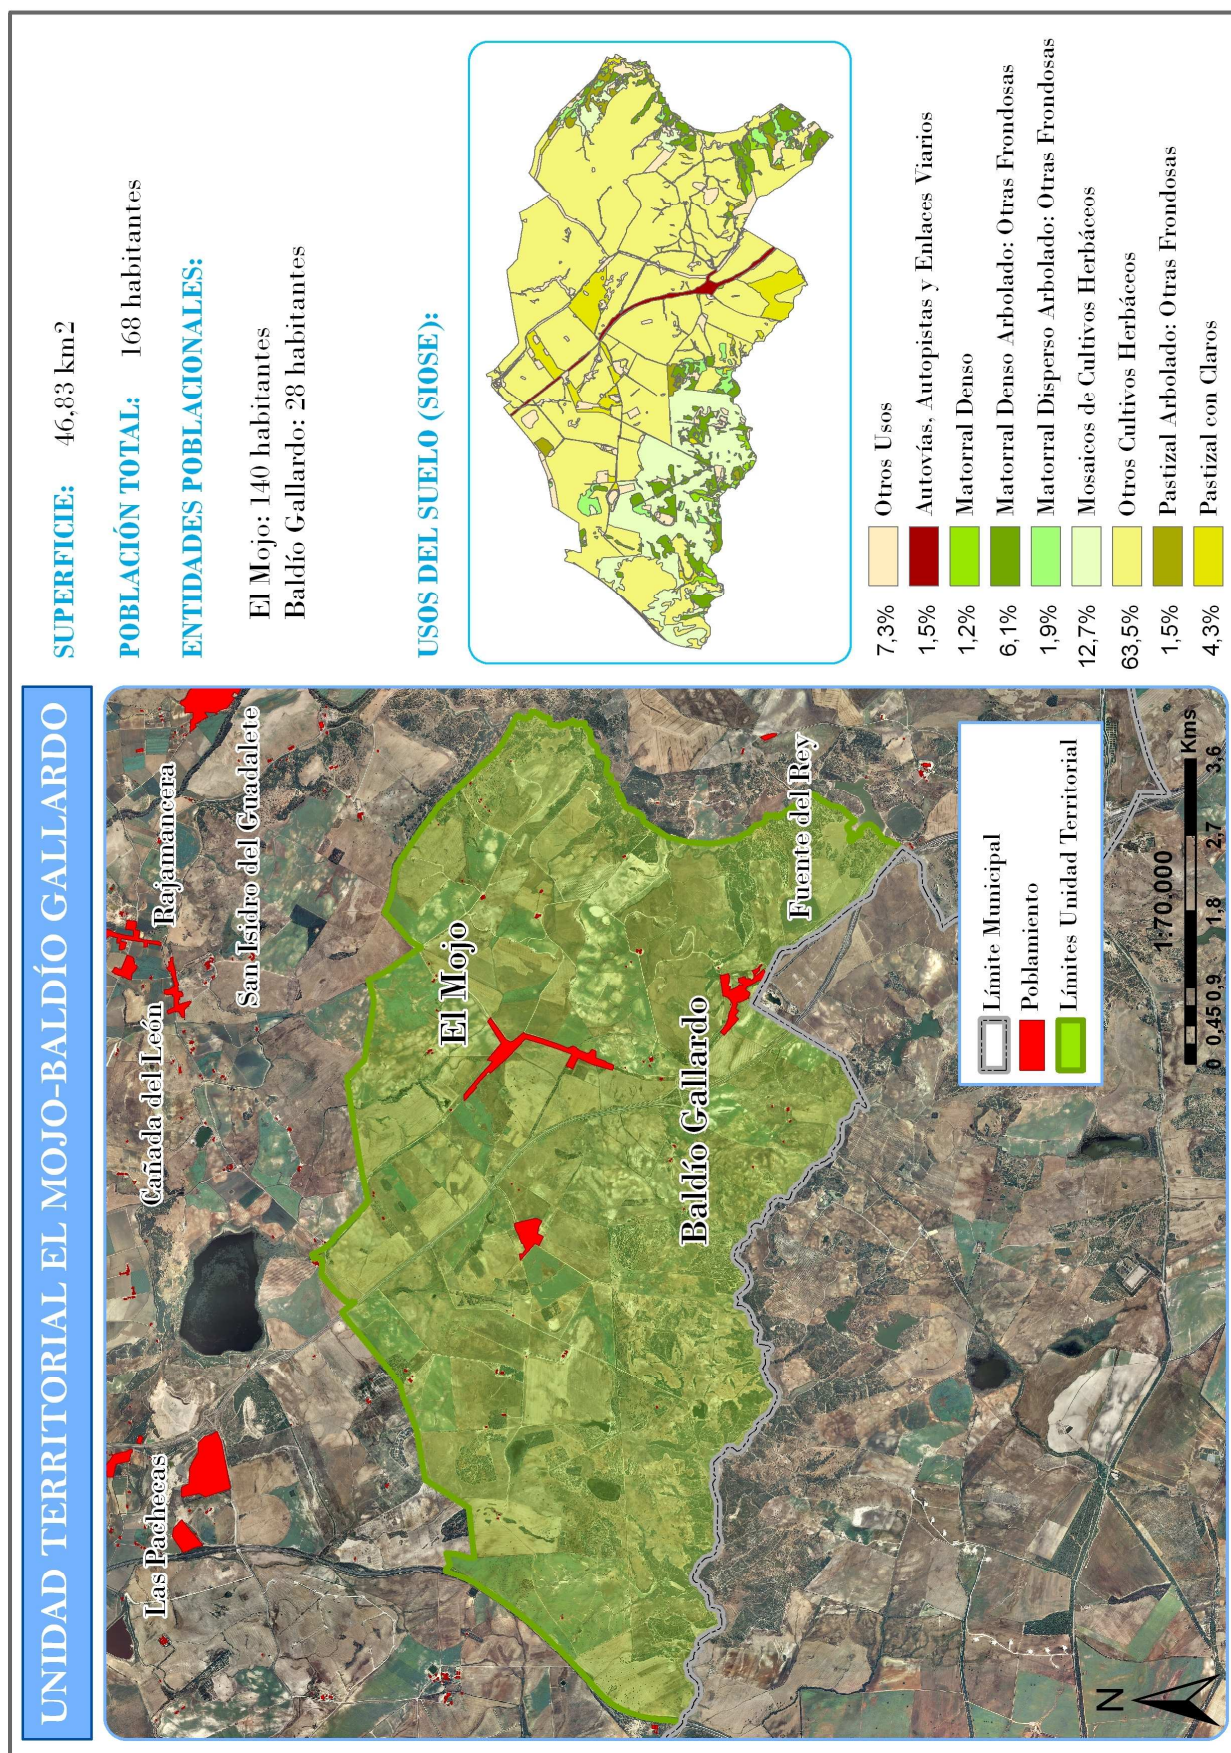 UNIDAD TERRITORIAL EL MOJO-BALDÍO GALLARDO
Las Pachecas
Cañada del León
Rajamancera
San Isidro del Guadalete
El Mojo
Baldío Gallardo
Fuente del Rey
Límite Municipal
Poblamiento
Límites Unidad Territorial
1:70.000
0 0,45 0,9 1,8 2,7 3,6
Kms
N
SUPERFICIE: 46,83 km2
POBLACIÓN TOTAL: 168 habitantes
ENTIDADES POBLACIONALES:
El Mojo: 140 habitantes
Baldío Gallardo: 28 habitantes
USOS DEL SUELO (SIOSE):
7,3% Otros Usos
1,5% Autovías, Autopistas y Enlaces Viarios
1,2% Matorral Denso
6,1% Matorral Denso Arbolado: Otras Frondosas
1,9% Matorral Disperso Arbolado: Otras Frondosas
12,7% Mosaicos de Cultivos Herbáceos
63,5% Otros Cultivos Herbáceos
1,5% Pastizal Arbolado: Otras Frondosas
4,3% Pastizal con Claros